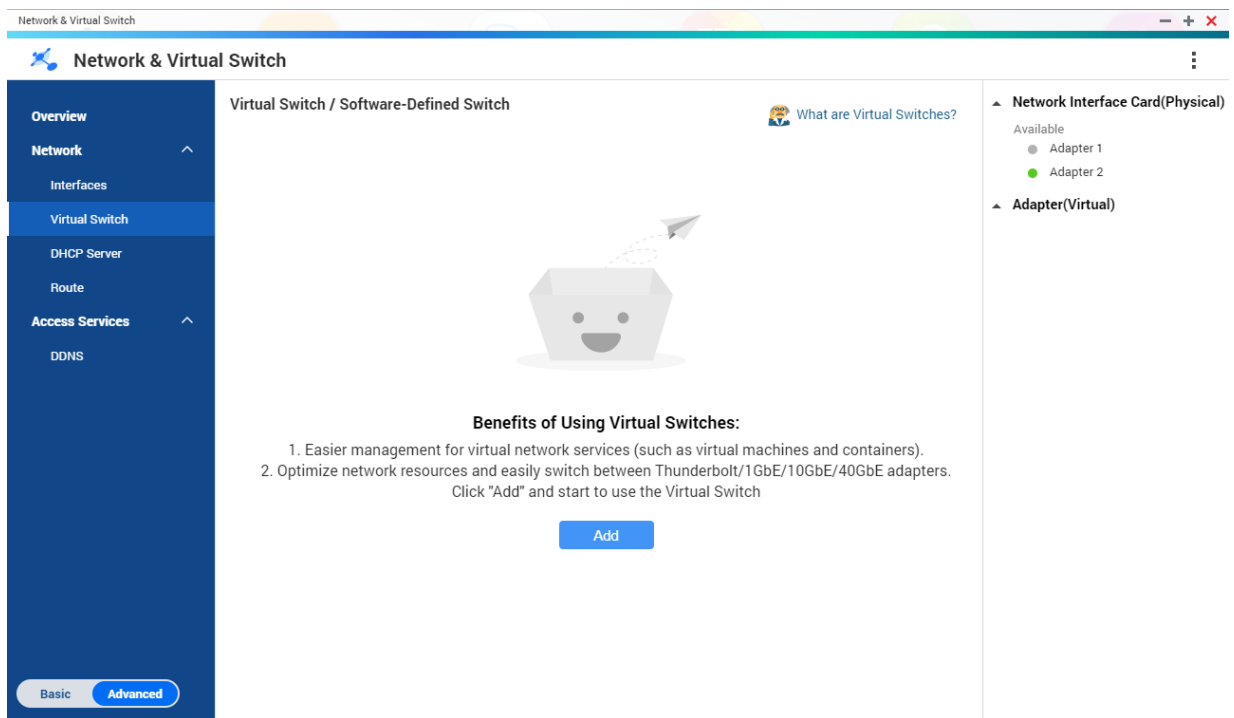 Network & Virtual Switch
Network & Virtual Switch
Overview
Network
Interfaces
Virtual Switch
DHCP Server
Route
Access Services
DDNS
Basic
Advanced
Virtual Switch / Software-Defined Switch
What are Virtual Switches?
Benefits of Using Virtual Switches:
1. Easier management for virtual network services (such as virtual machines and containers).
2. Optimize network resources and easily switch between Thunderbolt/1GbE/10GbE/40GbE adapters.
Click "Add" and start to use the Virtual Switch
Add
Network Interface Card(Physical)
Available
Adapter 1
Adapter 2
Adapter(Virtual)